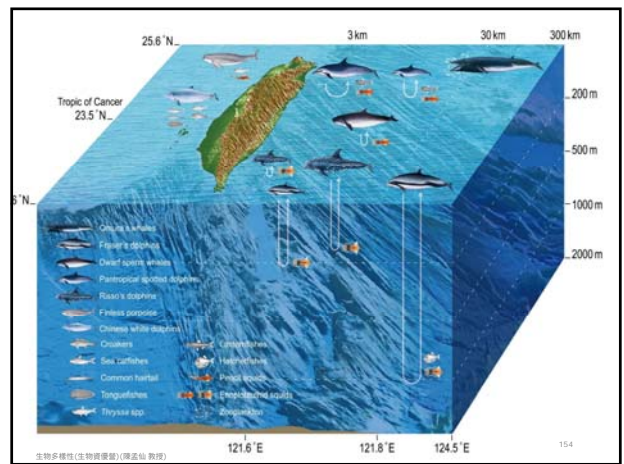 25.6°N
3 km
30 km
300 km
Tropic of Cancer
23.5°N
200 m
500 m
6°N
1000 m
2000 m
Omura's whales
Fraser's dolphins
Dwarf sperm whales
Pantropical spotted dolphins
Risso's dolphins
Finless porpoise
Chinese white dolphins
Croakers
Sea catfishes
Common hairtail
Tonguefishes
Thryssa spp.
Lanternfishes
Hatchetfishes
Pencil squids
Enoploteuthid squids
Zooplankton
121.6°E
121.8°E
124.5°E
生物多樣性(生物資優營)(陳孟仙 教授)
154